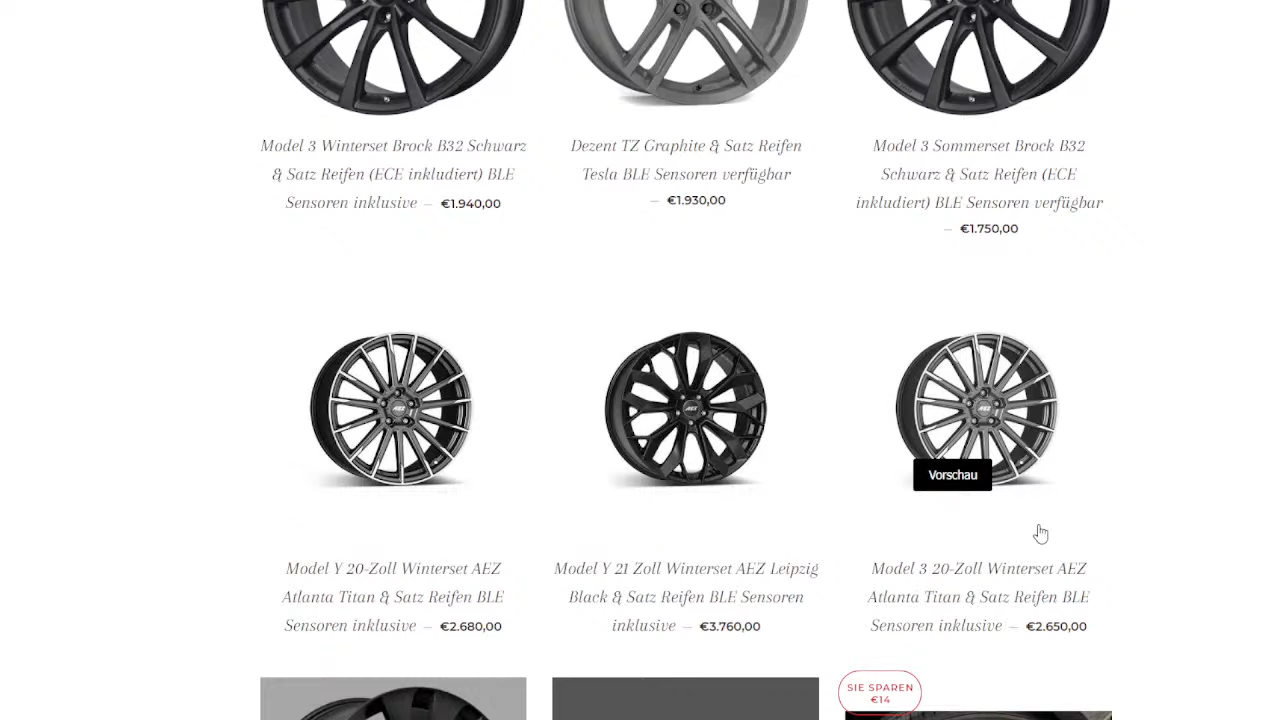 Model 3 Winterset Brock B32 Schwarz
& Satz Reifen (ECE inkludiert) BLE
Sensoren inklusive — €1.940,00
Dezent TZ Graphite & Satz Reifen
Tesla BLE Sensoren verfügbar
— €1.930,00
Model 3 Sommerset Brock B32
Schwarz & Satz Reifen (ECE
inkludiert) BLE Sensoren verfügbar
— €1.750,00
AEZ
AEZ
AEZ
Vorschau
Model Y 20-Zoll Winterset AEZ
Atlanta Titan & Satz Reifen BLE
Sensoren inklusive — €2.680,00
Model Y 21 Zoll Winterset AEZ Leipzig
Black & Satz Reifen BLE Sensoren
inklusive — €3.760,00
Model 3 20-Zoll Winterset AEZ
Atlanta Titan & Satz Reifen BLE
Sensoren inklusive — €2.650,00
SIE SPAREN
€14